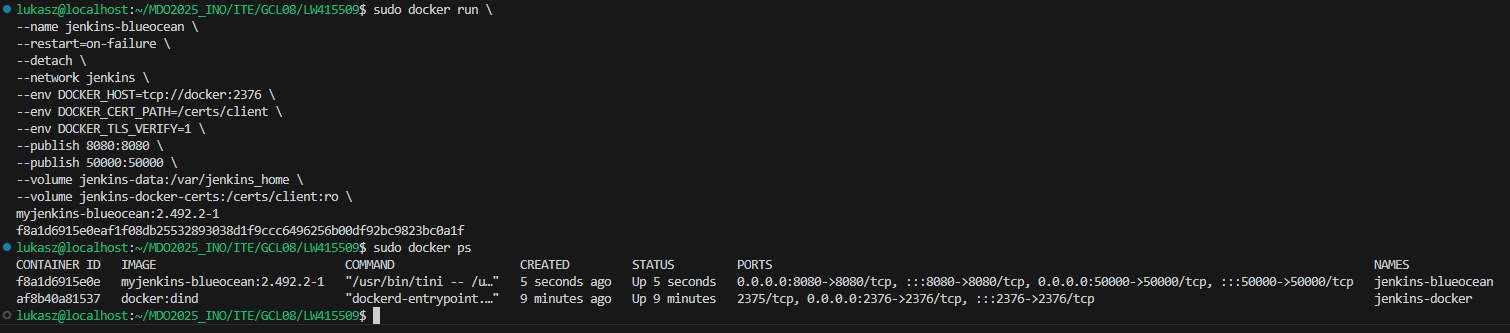 lukasz@localhost:~/MDO2025_INO/ITE/GCL08/LW415509$ sudo docker run \
--name jenkins-blueocean \
--restart=on-failure \
--detach \
--network jenkins \
--env DOCKER_HOST=tcp://docker:2376 \
--env DOCKER_CERT_PATH=/certs/client \
--env DOCKER_TLS_VERIFY=1 \
--publish 8080:8080 \
--publish 50000:50000 \
--volume jenkins-data:/var/jenkins_home \
--volume jenkins-docker-certs:/certs/client:ro \
myjenkins-blueocean:2.492.2-1
f8a1d6915e0eaf1f08db25532893038d1f9ccc6496256b00df92bc9823bc0a1f
lukasz@localhost:~/MDO2025_INO/ITE/GCL08/LW415509$ sudo docker ps
CONTAINER ID IMAGE COMMAND CREATED STATUS PORTS NAMES
f8a1d6915e0e myjenkins-blueocean:2.492.2-1 "/usr/bin/tini -- /u…" 5 seconds ago Up 5 seconds 0.0.0.0:8080->8080/tcp, :::8080->8080/tcp, 0.0.0.0:50000->50000/tcp, :::50000->50000/tcp jenkins-blueocean
af8b40a81537 docker:dind "dockerd-entrypoint.…" 9 minutes ago Up 9 minutes 2375/tcp, 0.0.0.0:2376->2376/tcp, :::2376->2376/tcp jenkins-docker
lukasz@localhost:~/MDO2025_INO/ITE/GCL08/LW415509$